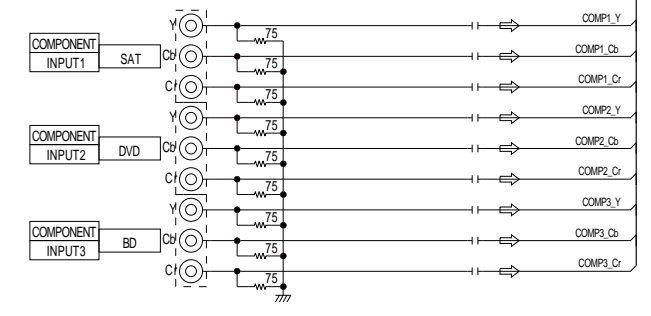 Y
75
COMP1_Y
COMPONENT
INPUT1
SAT
Cb
75
COMP1_Cb
Cr
75
COMP1_Cr
Y
75
COMP2_Y
COMPONENT
INPUT2
DVD
Cb
75
COMP2_Cb
Cr
75
COMP2_Cr
Y
75
COMP3_Y
COMPONENT
INPUT3
BD
Cb
75
COMP3_Cb
Cr
75
COMP3_Cr